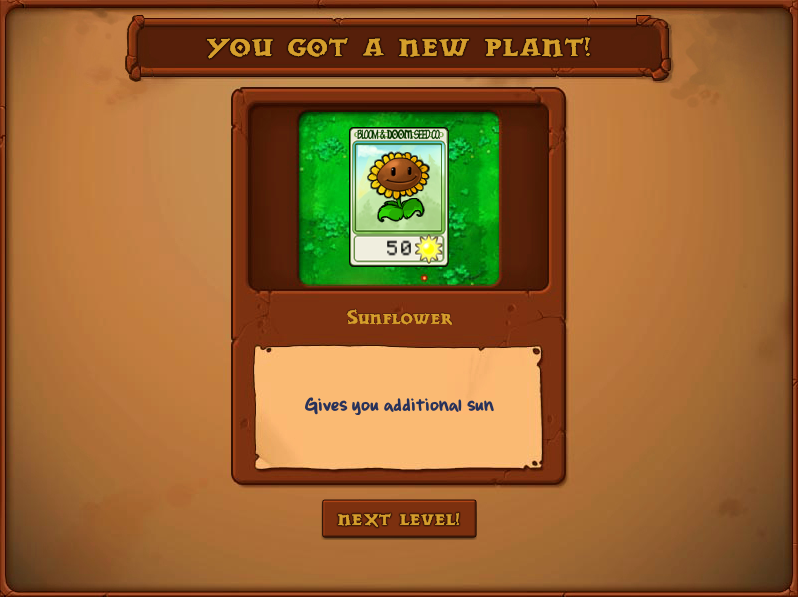 YOU GOT A NEW PLANT!
BLOOM & DOOM SEED CO.
50
Sunflower
Gives you additional sun
NEXT LEVEL!